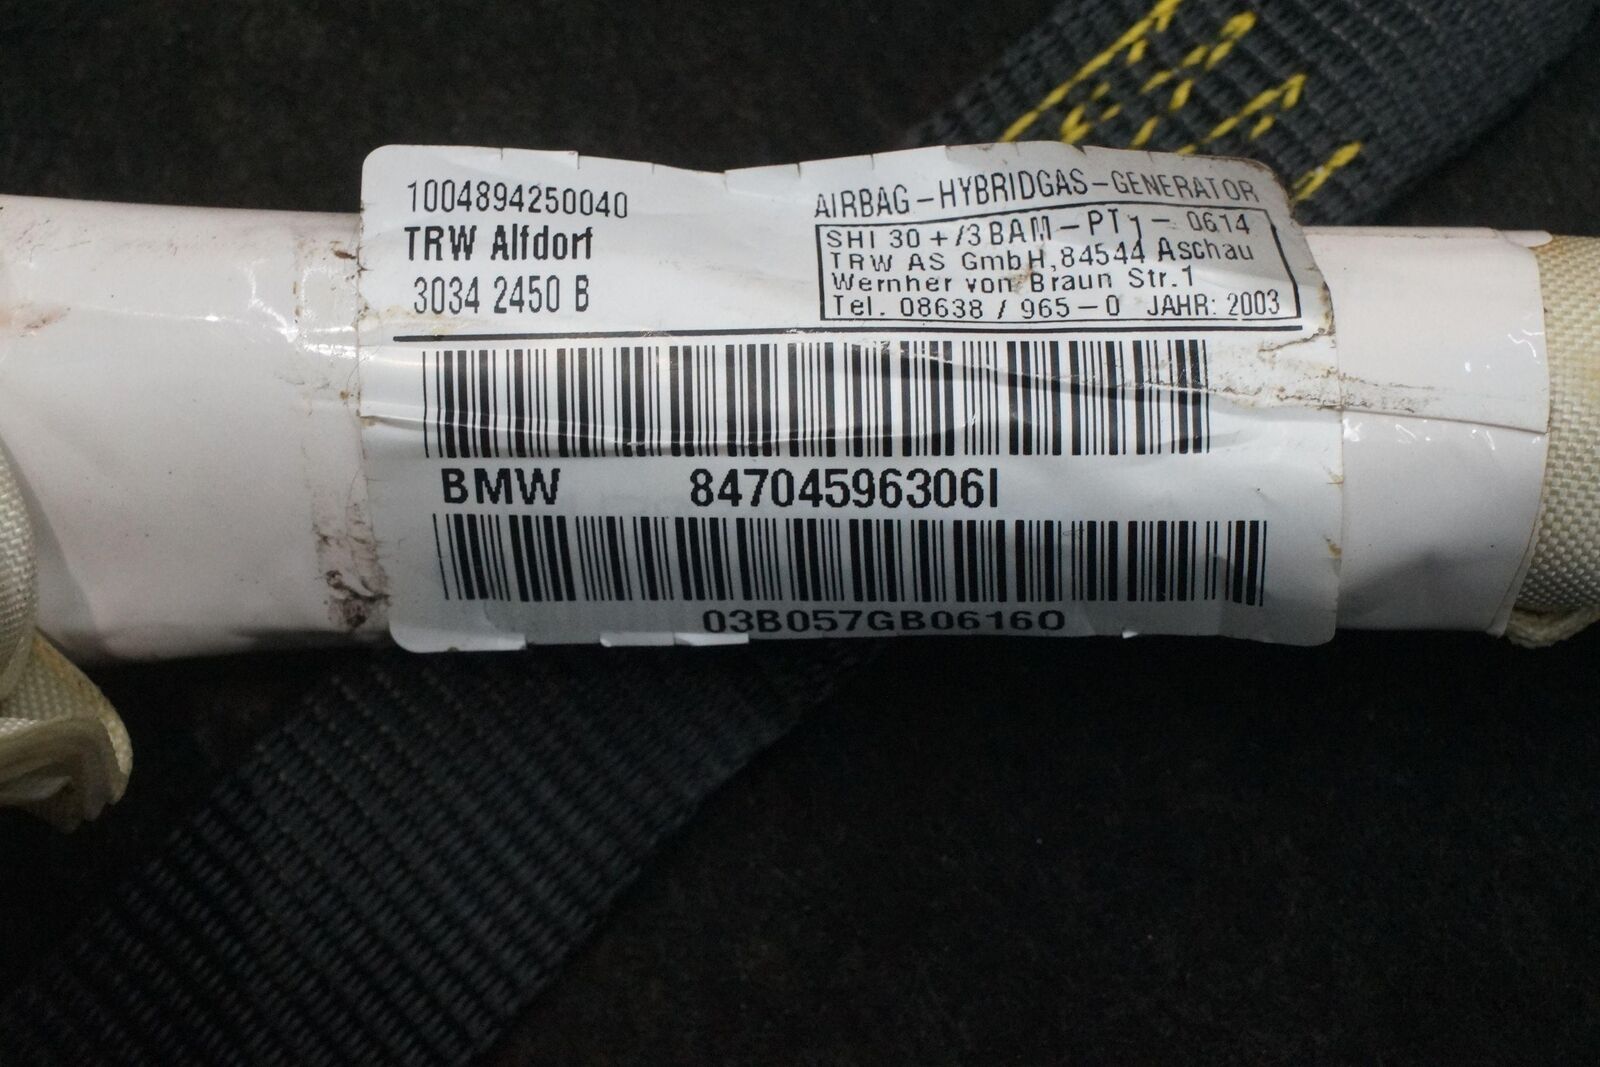 1004894250040
TRW Alfdorf
3034 2450 B
AIRBAG-HYBRIDGAS-GENERATOR
SHI 30 +/3 BAM-PT1- 0614
TRW AS GmbH, 84544 Aschau
Wernher von Braun Str.1
Tel. 08638 / 965-0 JAHR: 2003
BMW 84704596306I
03B057GB06160